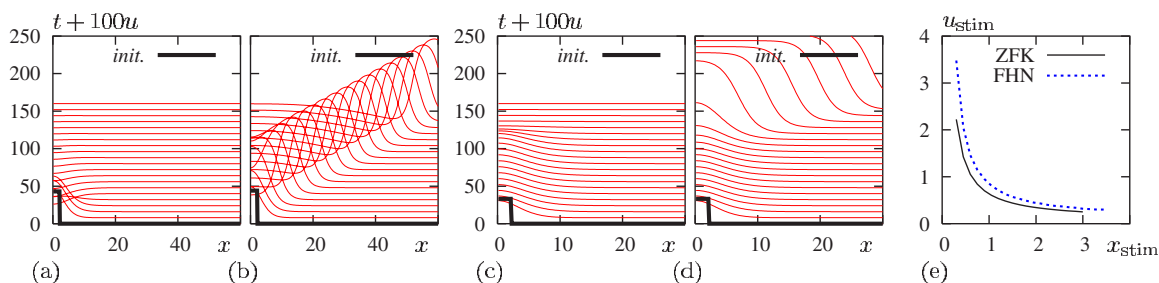 t + 100u
250
200
150
100
50
0
init.
0 20 40 x
(a)
init.
0 20 40 x
(b)
t + 100u
250
200
150
100
50
0
init.
0 10 20 x
(c)
init.
0 10 20 x
(d)
u_stim
4
3
2
1
0
ZFK
FHN
0 1 2 3 x_stim
(e)